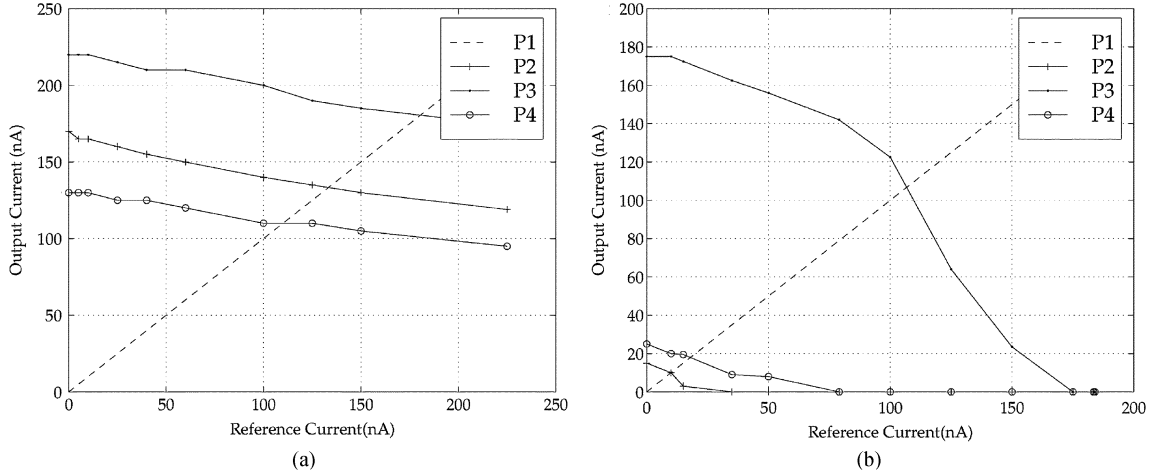 250
200
150
100
50
0
0 50 100 150 200 250
Output Current (nA)
Reference Current(nA)
P1
P2
P3
P4
(a)
200
180
160
140
120
100
80
60
40
20
0
0 50 100 150 200
Output Current (nA)
Reference Current(nA)
P1
P2
P3
P4
(b)